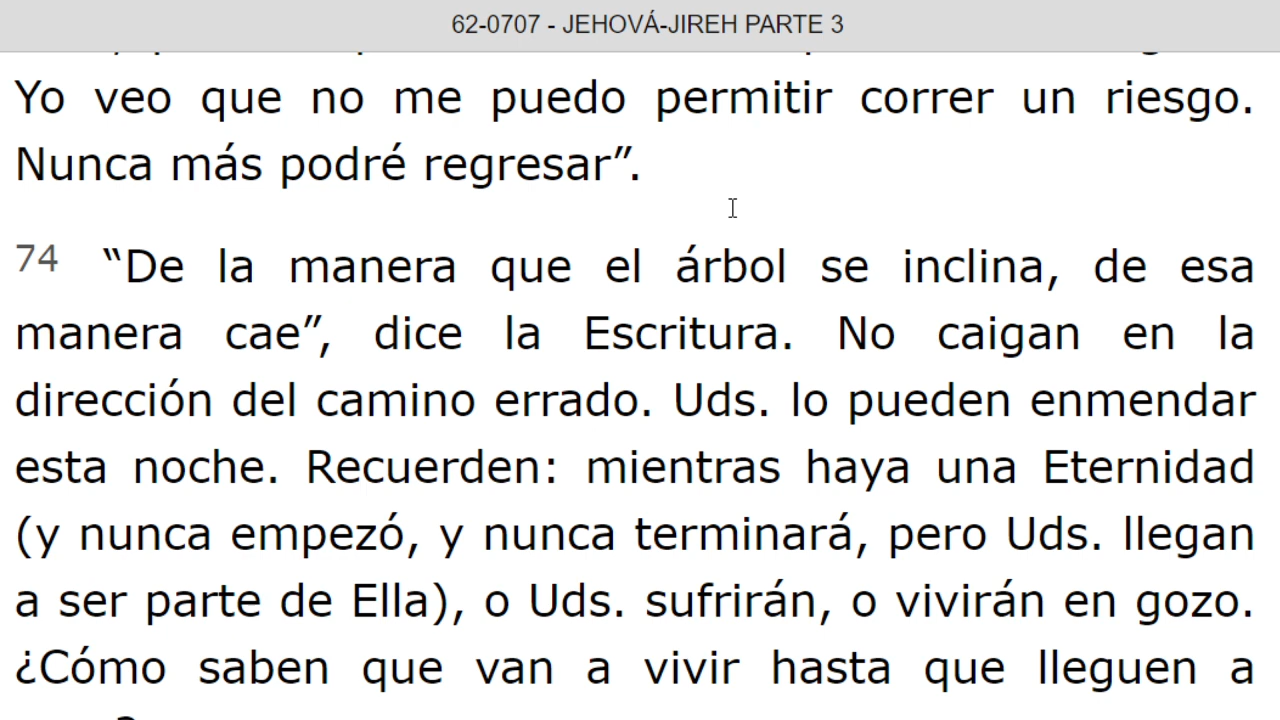 62-0707 - JEHOVÁ-JIREH PARTE 3
Yo veo que no me puedo permitir correr un riesgo.
Nunca más podré regresar”.
74 “De la manera que el árbol se inclina, de esa
manera cae”, dice la Escritura. No caigan en la
dirección del camino errado. Uds. lo pueden enmendar
esta noche. Recuerden: mientras haya una Eternidad
(y nunca empezó, y nunca terminará, pero Uds. llegan
a ser parte de Ella), o Uds. sufrirán, o vivirán en gozo.
¿Cómo saben que van a vivir hasta que lleguen a